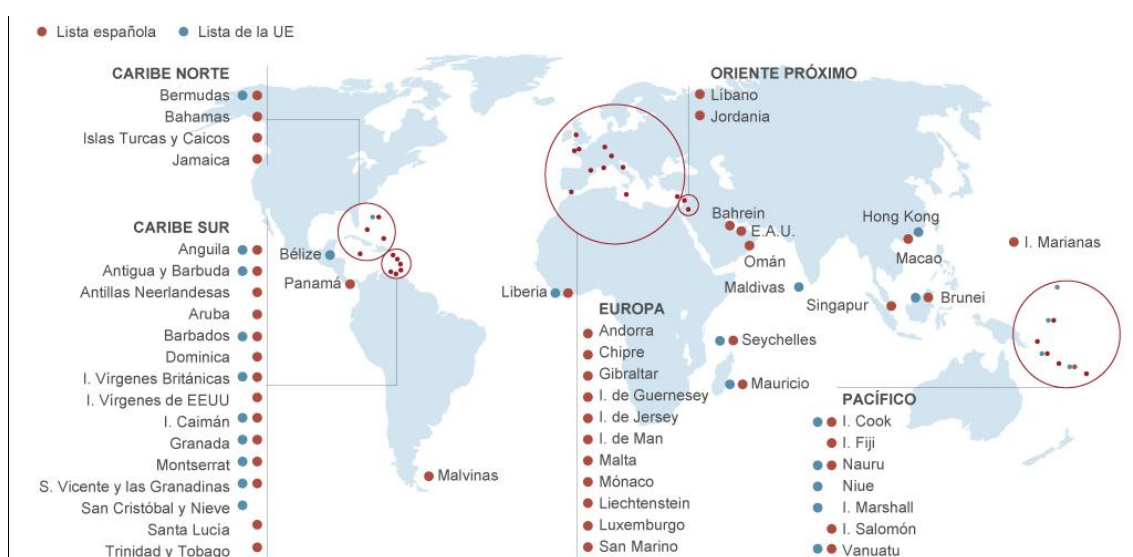 Lista española
Lista de la UE
CARIBE NORTE
Bermudas
Bahamas
Islas Turcas y Caicos
Jamaica
CARIBE SUR
Anguila
Antigua y Barbuda
Antillas Neerlandesas
Aruba
Barbados
Dominica
I. Vírgenes Británicas
I. Vírgenes de EEUU
I. Caimán
Granada
Montserrat
S. Vicente y las Granadinas
San Cristóbal y Nieve
Santa Lucía
Trinidad y Tobago
Bélize
Panamá
Malvinas
Liberia
EUROPA
Andorra
Chipre
Gibraltar
I. de Guernesey
I. de Jersey
I. de Man
Malta
Mónaco
Liechtenstein
Luxemburgo
San Marino
ORIENTE PRÓXIMO
Líbano
Jordania
Bahrein
E.A.U.
Omán
Maldivas
Seychelles
Mauricio
Hong Kong
Macao
Singapur
Brunei
I. Marianas
PACÍFICO
I. Cook
I. Fiji
Nauru
Niue
I. Marshall
I. Salomón
Vanuatu